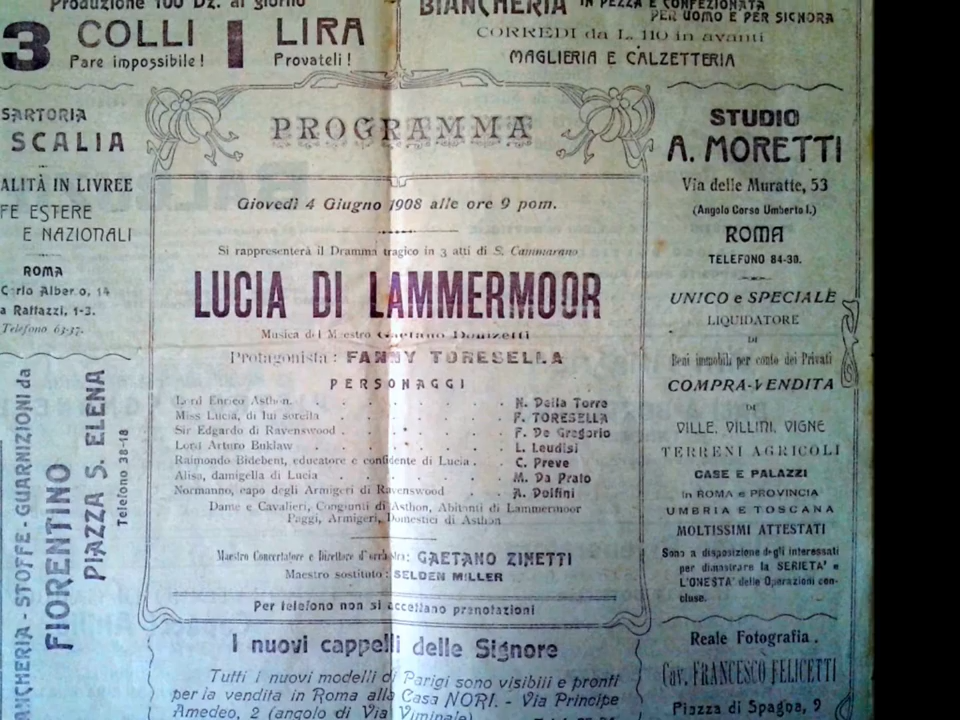 Produzione 100 Dz. al giorno
3 COLLI 1 LIRA
Pare impossibile! Provateli!
BIANCHERIA IN PEZZA E CONFEZIONATA
PER UOMO E PER SIGNORA
CORREDI da L. 110 in avanti
MAGLIERIA E CALZETTERIA
SARTORIA
SCALIA
ALITÀ IN LIVREE
FE ESTERE
E NAZIONALI
ROMA
Carlo Alberto, 14
a Rattazzi, 1-3.
Telefono 63-37.
ANCHERIA - STOFFE - GUARNIZIONI da
FIORENTINO
PIAZZA S. ELENA
Telefono 38-18
PROGRAMMA
Giovedì 4 Giugno 1908 alle ore 9 pom.
Si rappresenterà il Dramma tragico in 3 atti di S. Cammarano
LUCIA DI LAMMERMOOR
Musica del Maestro Gaetano Donizetti
Protagonista: FANNY TORESELLA
PERSONAGGI
Lord Enrico Asthon. N. Della Torre
Miss Lucia, di lui sorella F. TORESELLA
Sir Edgardo di Ravenswood F. De Gregorio
Lord Arturo Buklaw L. Leudisi
Raimondo Bidebent, educatore e confidente di Lucia C. Preve
Alisa, damigella di Lucia M. Da Prato
Normanno, capo degli Armigeri di Ravenswood A. Dolfini
Dame e Cavalieri, Congiunti di Asthon, Abitanti di Lammermoor
Paggi, Armigeri, Domestici di Asthon
Maestro Concertatore e Direttore d'orchestra: GAETANO ZINETTI
Maestro sostituto: SELDEN MILLER
Per telefono non si accettano prenotazioni
I nuovi cappelli delle Signore
Tutti i nuovi modelli di Parigi sono visibili e pronti
per la vendita in Roma alla Casa NORI. - Via Principe
Amedeo, 2 (angolo di Via Viminale)
STUDIO
A. MORETTI
Via delle Muratte, 53
(Angolo Corso Umberto I.)
ROMA
TELEFONO 84-30.
UNICO e SPECIALE
LIQUIDATORE
DI
Beni immobili per conto dei Privati
COMPRA-VENDITA
DI
VILLE, VILLINI, VIGNE
TERRENI AGRICOLI
CASE E PALAZZI
in ROMA e PROVINCIA
UMBRIA E TOSCANA
MOLTISSIMI ATTESTATI
Sono a disposizione degli interessati
per dimostrare la SERIETA' e
L'ONESTA' delle Operazioni con-
cluse.
Reale Fotografia.
Cav. FRANCESCO FELICETTI
Piazza di Spagna, 9